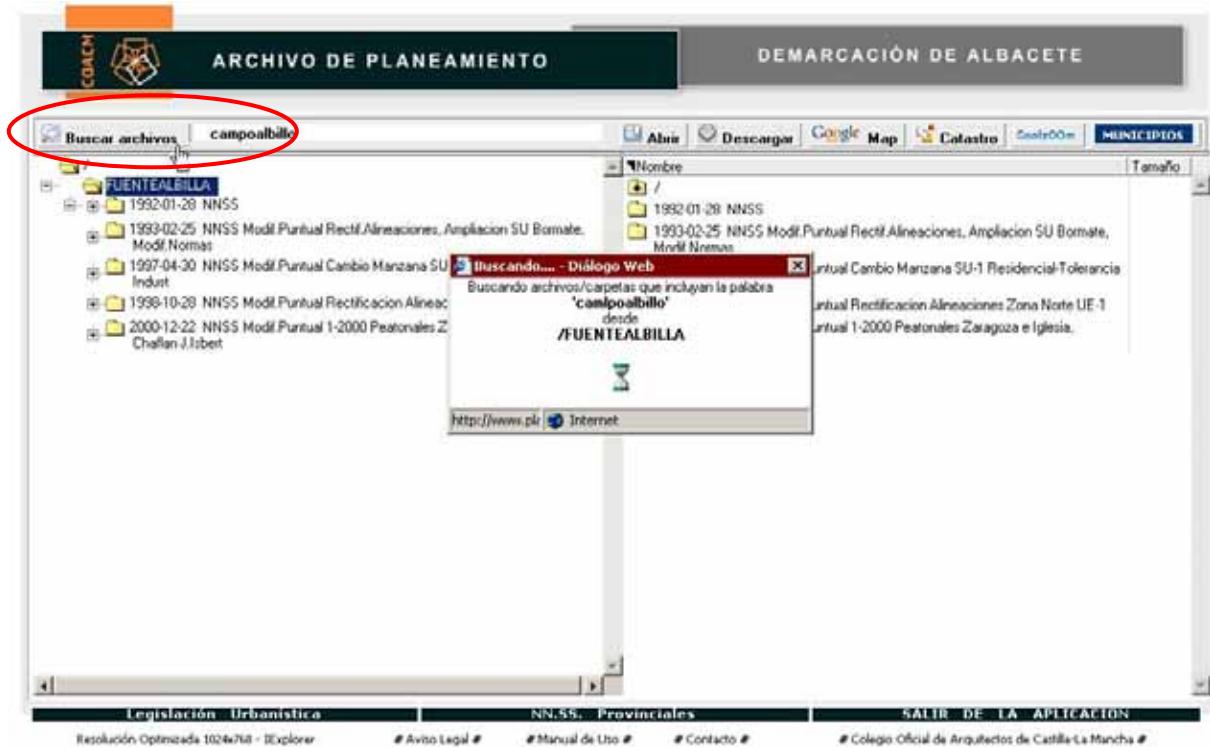 COACM
ARCHIVO DE PLANEAMIENTO
DEMARCACIÓN DE ALBACETE
Buscar archivos campoalbillo
Abrir Descargar Google Map Catastro MUNICIPIOS
/
FUENTEALBILLA
1992-01-28 NNSS
1993-02-25 NNSS Modif.Puntual Rectif.Alineaciones, Ampliacion SU Bormate,
Modif.Normas
1997-04-30 NNSS Modif.Puntual Cambio Manzana SU
Indust
1998-10-28 NNSS Modif.Puntual Rectificacion Alineac
2000-12-22 NNSS Modif.Puntual 1-2000 Peatonales Z
Chaflan J.Isbert
Nombre Tamaño
/
1992-01-28 NNSS
1993-02-25 NNSS Modif.Puntual Rectif.Alineaciones, Ampliacion SU Bormate,
Modif.Normas
untual Cambio Manzana SU-1 Residencial-Tolerancia
untual Rectificacion Alineaciones Zona Norte UE-1
untual 1-2000 Peatonales Zaragoza e Iglesia.
Buscando.... - Diálogo Web
Buscando archivos/carpetas que incluyan la palabra
'camlpoalbillo'
desde
/FUENTEALBILLA
http://www.plc Internet
Legislación Urbanística NN.SS. Provinciales SALIR DE LA APLICACION
Resolución Optimizada 1024x768 - IExplorer # Aviso Legal # # Manual de Uso # # Contacto # # Colegio Oficial de Arquitectos de Castilla-La Mancha #